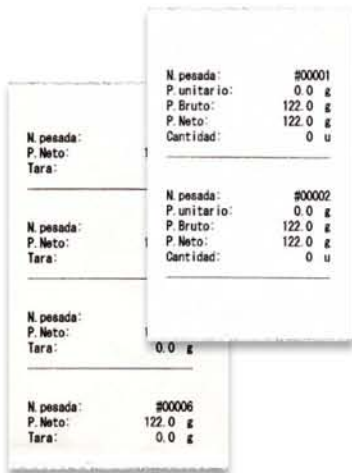 N. pesada: #00001
P. unitario: 0.0 g
P. Bruto: 122.0 g
P. Neto: 122.0 g
Cantidad: 0 u
N. pesada: #00002
P. unitario: 0.0 g
P. Bruto: 122.0 g
P. Neto: 122.0 g
Cantidad: 0 u
N. pesada:
P. Neto: 1
Tara:
N. pesada:
P. Neto: 1
Tara:
N. pesada:
P. Neto:
Tara: 0.0 g
N. pesada: #00006
P. Neto: 122.0 g
Tara: 0.0 g